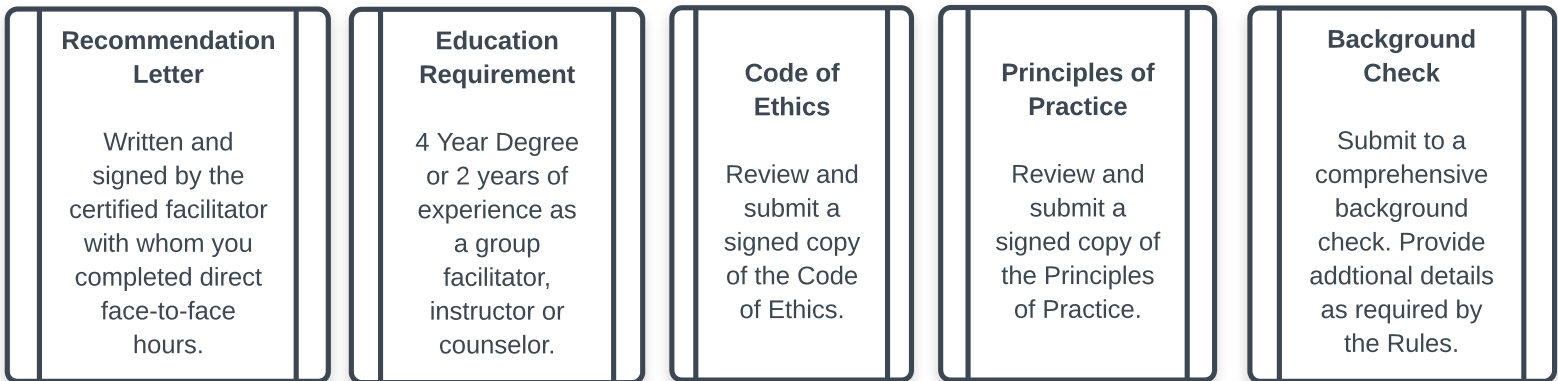 Recommendation
Letter
Written and
signed by the
certified facilitator
with whom you
completed direct
face-to-face
hours.
Education
Requirement
4 Year Degree
or 2 years of
experience as
a group
facilitator,
instructor or
counselor.
Code of
Ethics
Review and
submit a
signed copy
of the Code
of Ethics.
Principles of
Practice
Review and
submit a
signed copy of
the Principles
of Practice.
Background
Check
Submit to a
comprehensive
background
check. Provide
addtional details
as required by
the Rules.